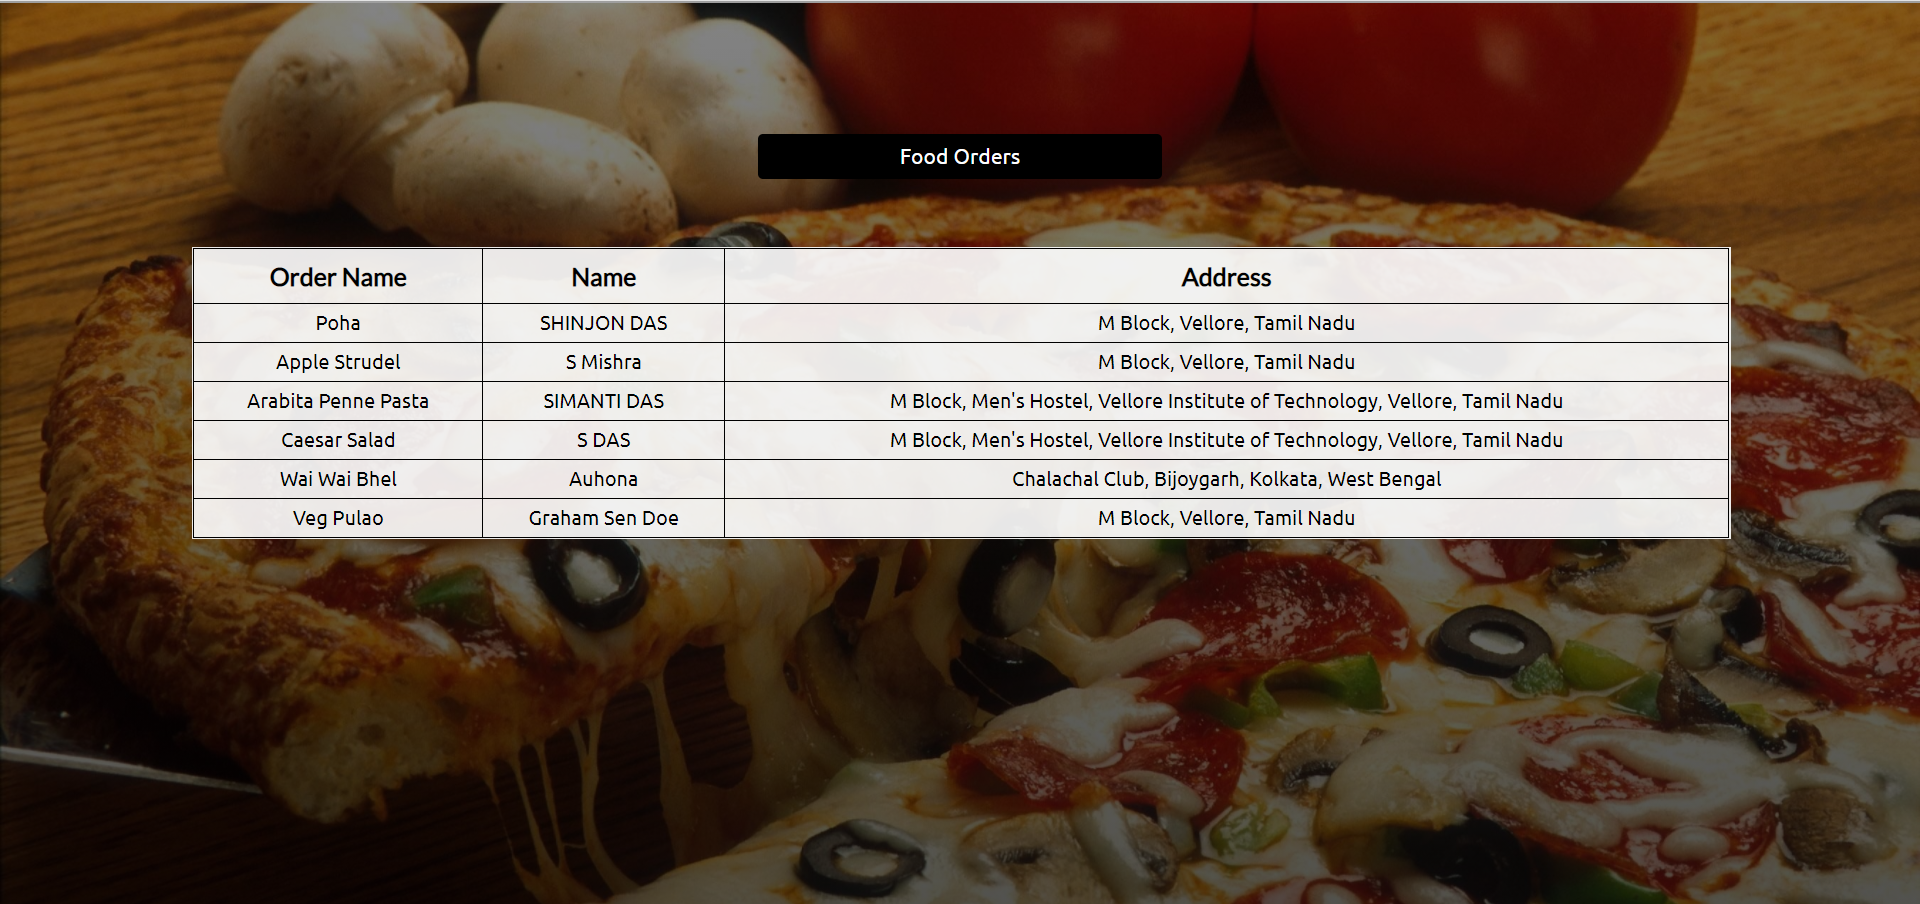 Food Orders
Order Name Name Address
Poha SHINJON DAS M Block, Vellore, Tamil Nadu
Apple Strudel S Mishra M Block, Vellore, Tamil Nadu
Arabita Penne Pasta SIMANTI DAS M Block, Men's Hostel, Vellore Institute of Technology, Vellore, Tamil Nadu
Caesar Salad S DAS M Block, Men's Hostel, Vellore Institute of Technology, Vellore, Tamil Nadu
Wai Wai Bhel Auhona Chalachal Club, Bijoygarh, Kolkata, West Bengal
Veg Pulao Graham Sen Doe M Block, Vellore, Tamil Nadu